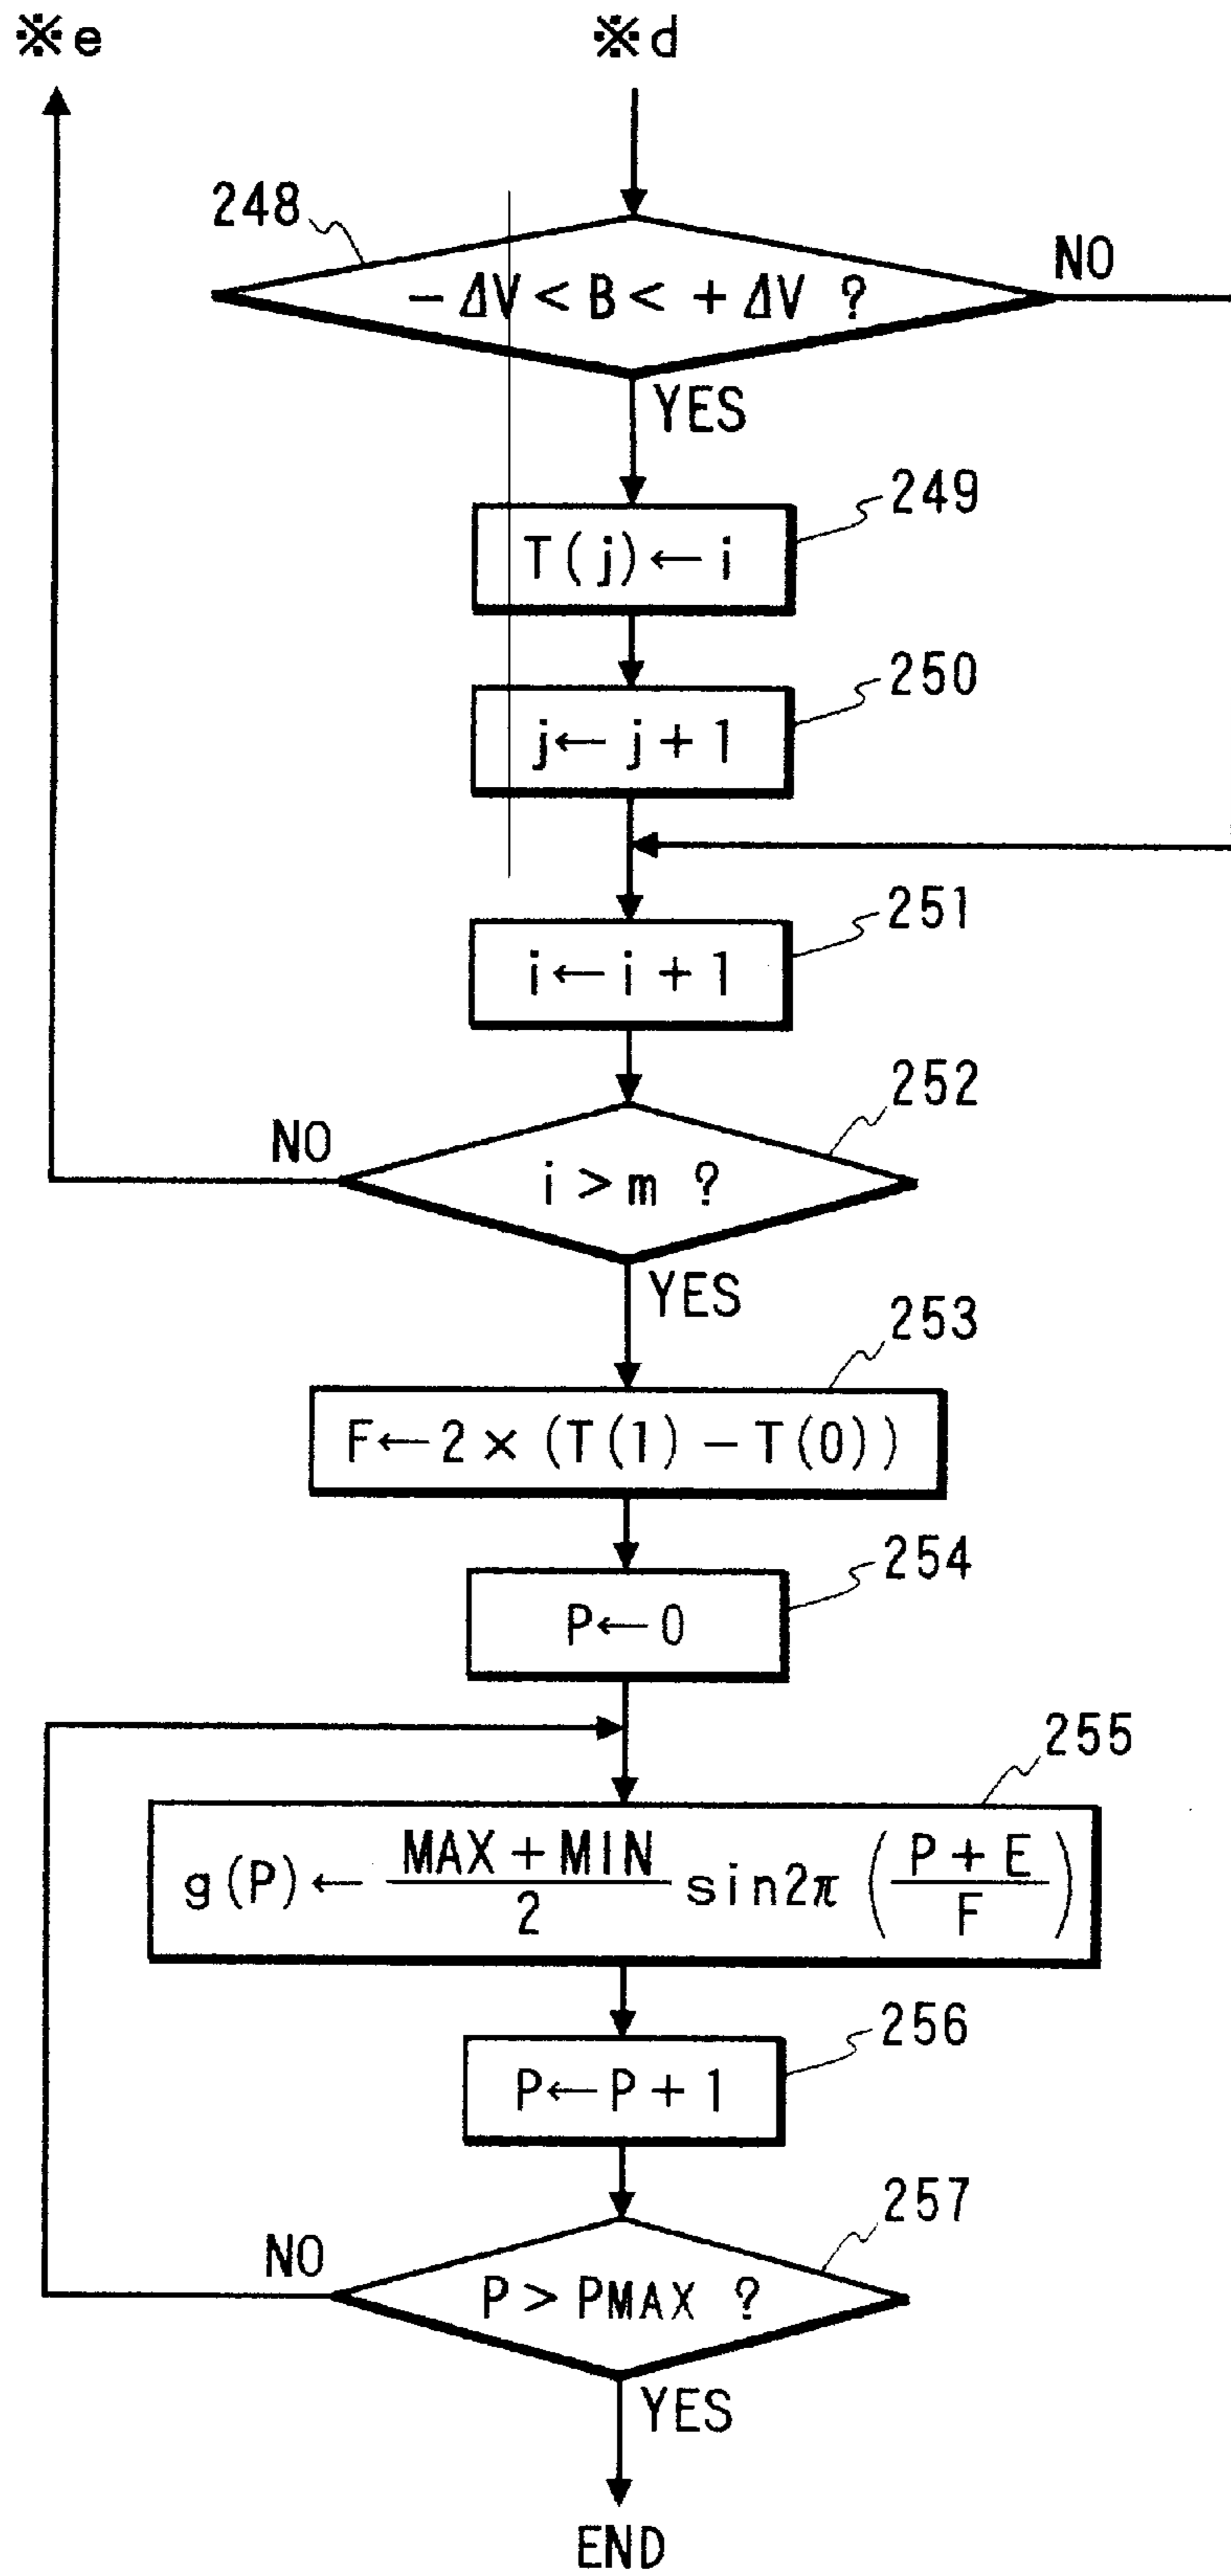 ※e
※d
248
-ΔV < B < +ΔV ?
NO
YES
249
T(j)←i
250
j←j+1
251
i←i+1
252
NO
i>m ?
YES
253
F←2×(T(1)-T(0))
254
P←0
255
g(P)← (MAX+MIN)/2 sin2π ((P+E)/F)
256
P←P+1
257
NO
P>PMAX ?
YES
END